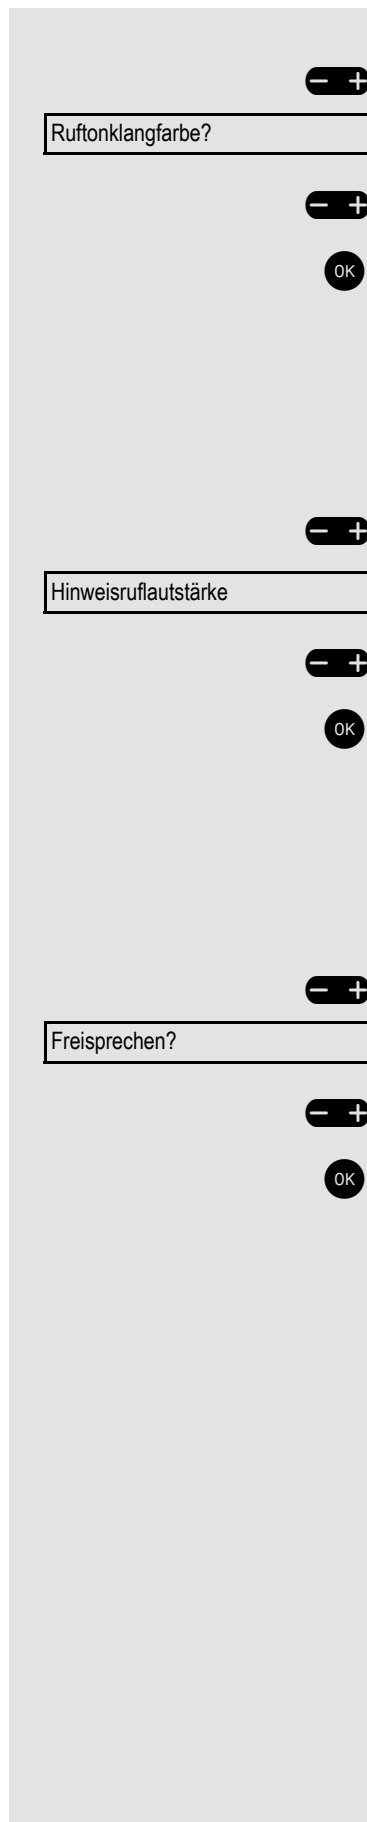 − +
Ruftonklangfarbe?
− +
OK
− +
Hinweisruflautstärke
− +
OK
− +
Freisprechen?
− +
OK